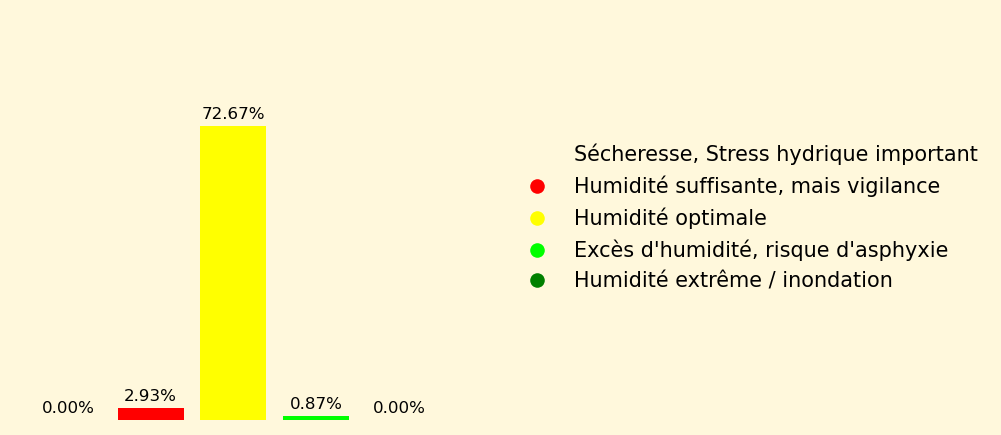 72.67%
2.93%
0.87%
0.00%
0.00%
Sécheresse, Stress hydrique important
Humidité suffisante, mais vigilance
Humidité optimale
Excès d'humidité, risque d'asphyxie
Humidité extrême / inondation